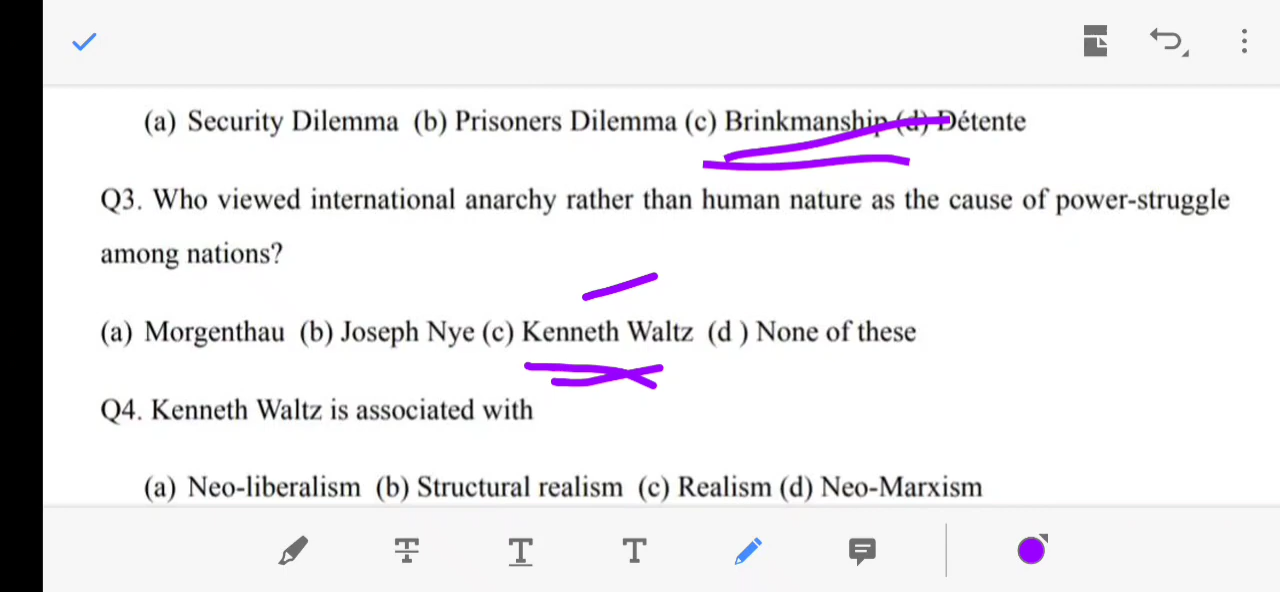 (a) Security Dilemma (b) Prisoners Dilemma (c) Brinkmanship (d) Détente
Q3. Who viewed international anarchy rather than human nature as the cause of power-struggle
among nations?
(a) Morgenthau (b) Joseph Nye (c) Kenneth Waltz (d ) None of these
Q4. Kenneth Waltz is associated with
(a) Neo-liberalism (b) Structural realism (c) Realism (d) Neo-Marxism